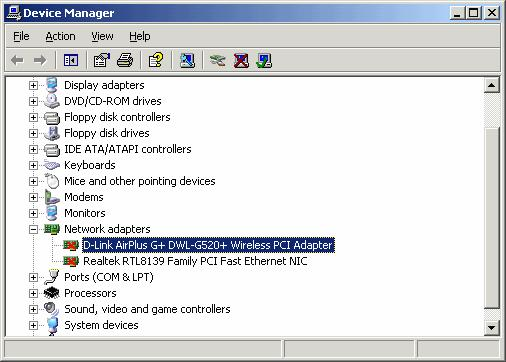 Device Manager
File Action View Help
Display adapters
DVD/CD-ROM drives
Floppy disk controllers
Floppy disk drives
IDE ATA/ATAPI controllers
Keyboards
Mice and other pointing devices
Modems
Monitors
Network adapters
D-Link AirPlus G+ DWL-G520+ Wireless PCI Adapter
Realtek RTL8139 Family PCI Fast Ethernet NIC
Ports (COM & LPT)
Processors
Sound, video and game controllers
System devices